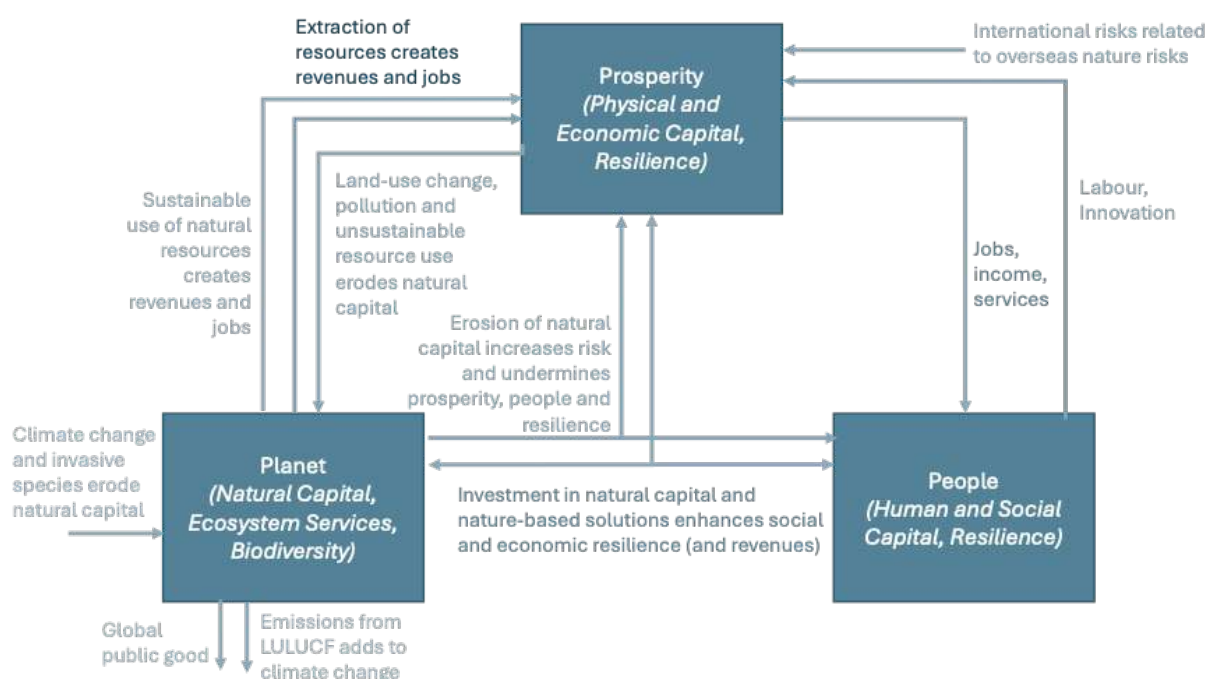 Extraction of
resources creates
revenues and jobs
Prosperity
(Physical and
Economic Capital,
Resilience)
International risks related
to overseas nature risks
Sustainable
use of natural
resources
creates
revenues and
jobs
Land-use change,
pollution and
unsustainable
resource use
erodes natural
capital
Labour,
Innovation
Jobs,
income,
services
Erosion of natural
capital increases risk
and undermines
prosperity, people and
resilience
Climate change
and invasive
species erode
natural capital
Planet
(Natural Capital,
Ecosystem Services,
Biodiversity)
Investment in natural capital and
nature-based solutions enhances social
and economic resilience (and revenues)
People
(Human and Social
Capital, Resilience)
Global
public good
Emissions from
LULUCF adds to
climate change